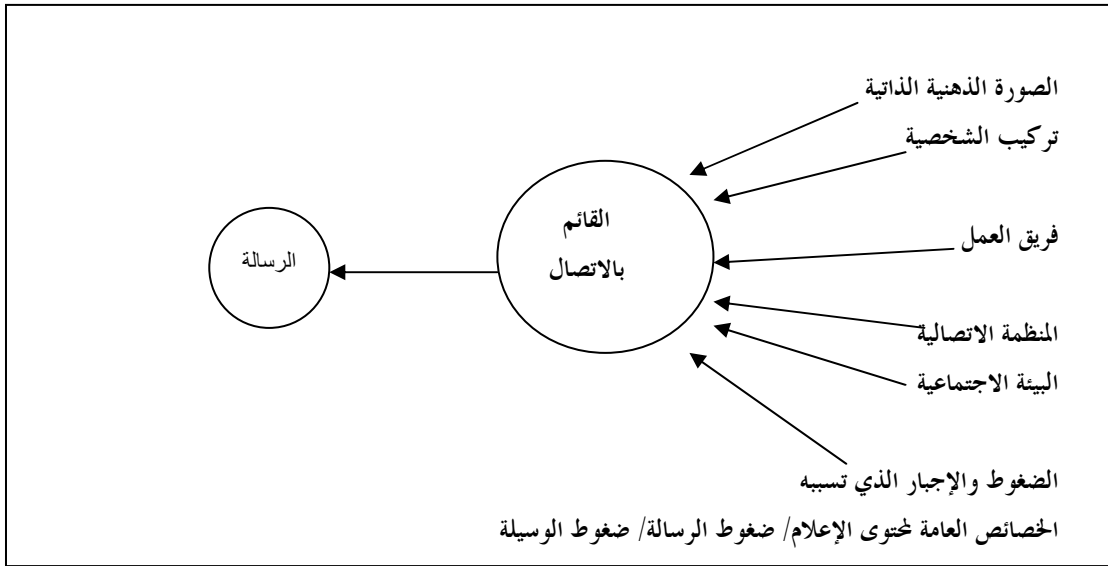 الصورة الذهنية الذاتية
تركيب الشخصية
القائم
بالاتصال
فريق العمل
الرسالة
المنظمة الاتصالية
البيئة الاجتماعية
الضغوط والإجبار الذي تسببه
الخصائص العامة لمحتوى الإعلام/ ضغوط الرسالة/ ضغوط الوسيلة